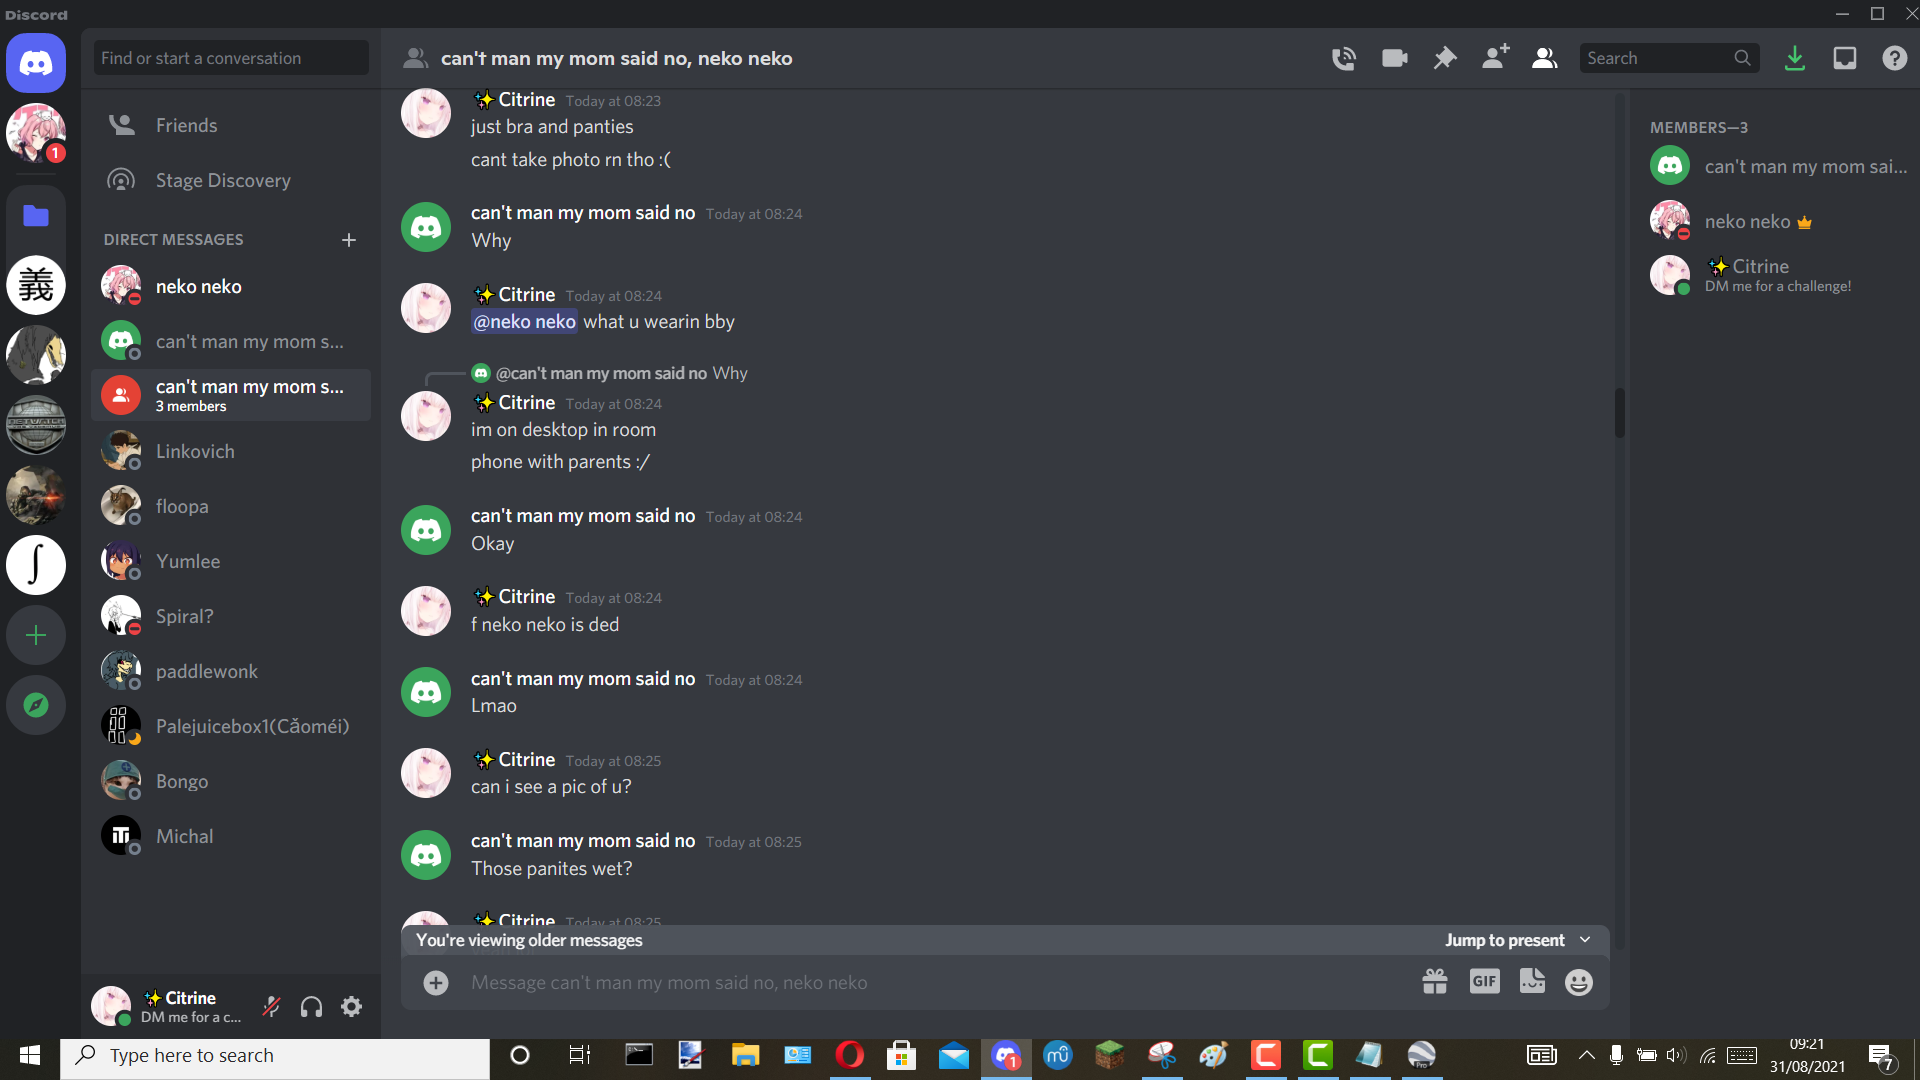 Discord
Find or start a conversation
Friends
Stage Discovery
DIRECT MESSAGES
neko neko
can't man my mom s...
can't man my mom s...
3 members
Linkovich
floopa
Yumlee
Spiral?
paddlewonk
Palejuicebox1(Cǎoméi)
Bongo
Michal
Citrine
DM me for a c...
1
義
∫
can't man my mom said no, neko neko
Search
Citrine Today at 08:23
just bra and panties
cant take photo rn tho :(
can't man my mom said no Today at 08:24
Why
Citrine Today at 08:24
@neko neko what u wearin bby
@can't man my mom said no Why
Citrine Today at 08:24
im on desktop in room
phone with parents :/
can't man my mom said no Today at 08:24
Okay
Citrine Today at 08:24
f neko neko is ded
can't man my mom said no Today at 08:24
Lmao
Citrine Today at 08:25
can i see a pic of u?
can't man my mom said no Today at 08:25
Those panites wet?
Citrine Today at 08:25
You're viewing older messages
Jump to present
Message can't man my mom said no, neko neko
GIF
MEMBERS—3
can't man my mom sai...
neko neko
Citrine
DM me for a challenge!
Type here to search
1
09:21
31/08/2021
7